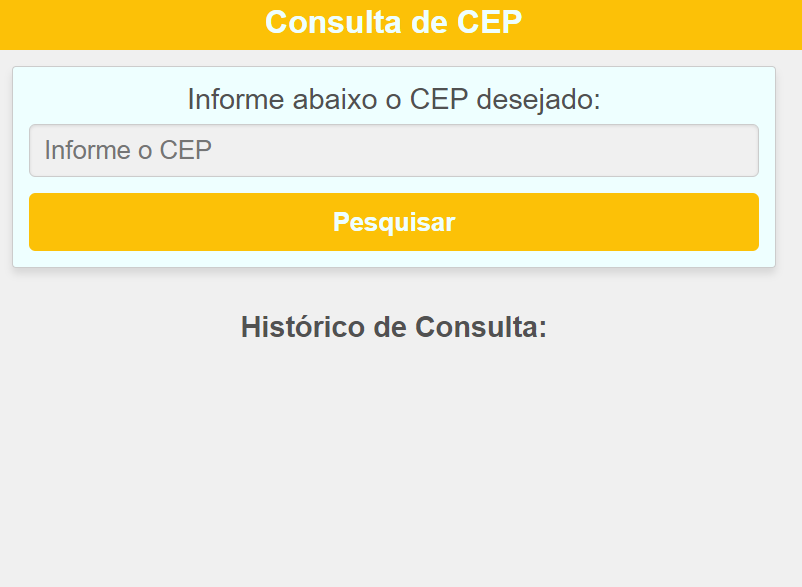 Consulta de CEP
Informe abaixo o CEP desejado:
Informe o CEP
Pesquisar
Histórico de Consulta: